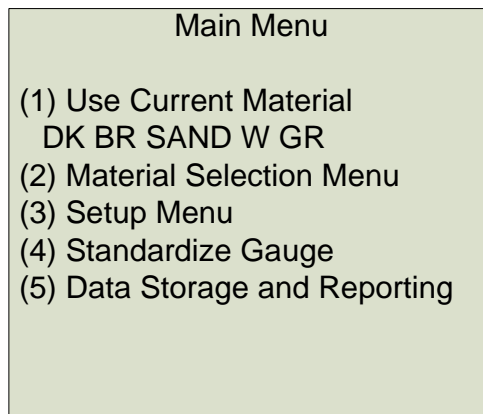 Main Menu
(1) Use Current Material
DK BR SAND W GR
(2) Material Selection Menu
(3) Setup Menu
(4) Standardize Gauge
(5) Data Storage and Reporting